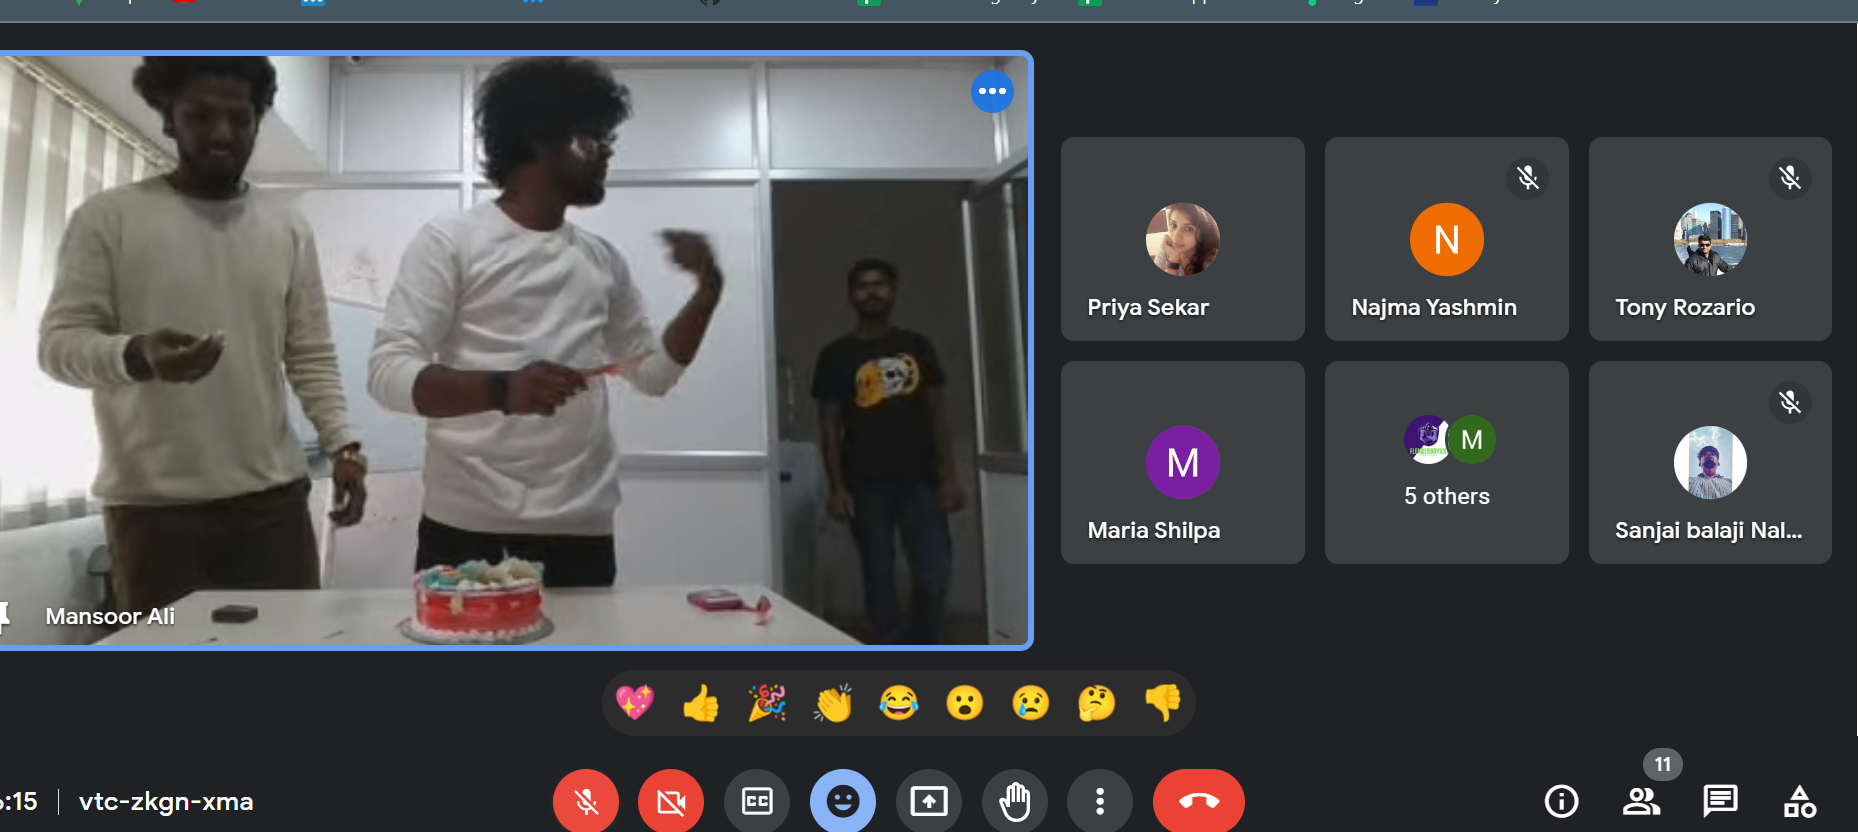 Mansoor Ali
Priya Sekar
N
Najma Yashmin
Tony Rozario
M
Maria Shilpa
M
5 others
Sanjai balaji Nal...
:15
vtc-zkgn-xma
CC
11